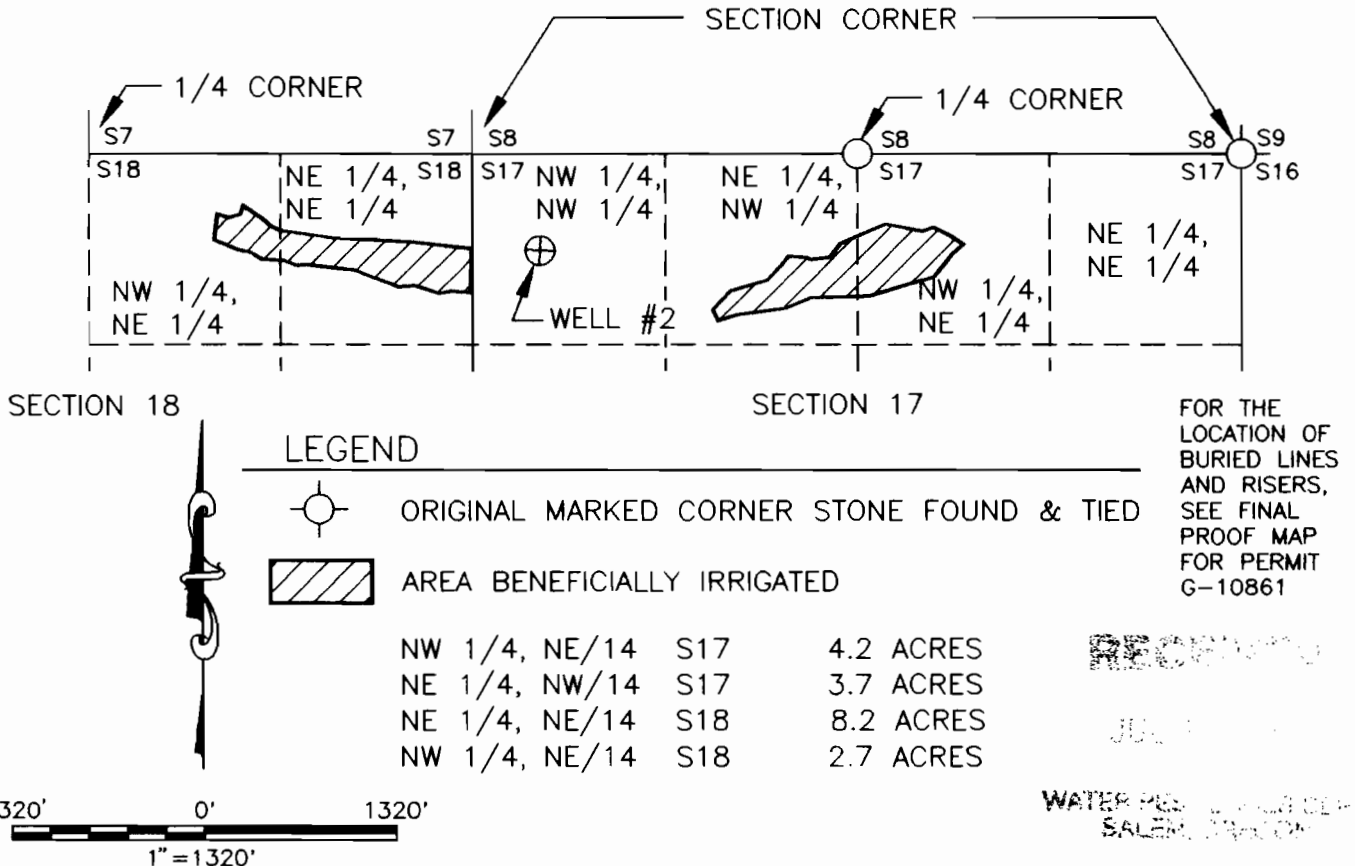 SECTION CORNER
1/4 CORNER
1/4 CORNER
S7 S7 S8 S8 S8 S9
S18 S18 S17 S17 S17 S16
NE 1/4,
NE 1/4
NW 1/4,
NW 1/4
NE 1/4,
NW 1/4
NE 1/4,
NE 1/4
NW 1/4,
NE 1/4
WELL #2
NW 1/4,
NE 1/4
SECTION 18
SECTION 17
FOR THE
LOCATION OF
BURIED LINES
AND RISERS,
SEE FINAL
PROOF MAP
FOR PERMIT
G-10861
LEGEND
ORIGINAL MARKED CORNER STONE FOUND & TIED
AREA BENEFICIALLY IRRIGATED
NW 1/4, NE/14 S17 4.2 ACRES
NE 1/4, NW/14 S17 3.7 ACRES
NE 1/4, NE/14 S18 8.2 ACRES
NW 1/4, NE/14 S18 2.7 ACRES
320' 0' 1320'
1"=1320'
WATER
SALEM,